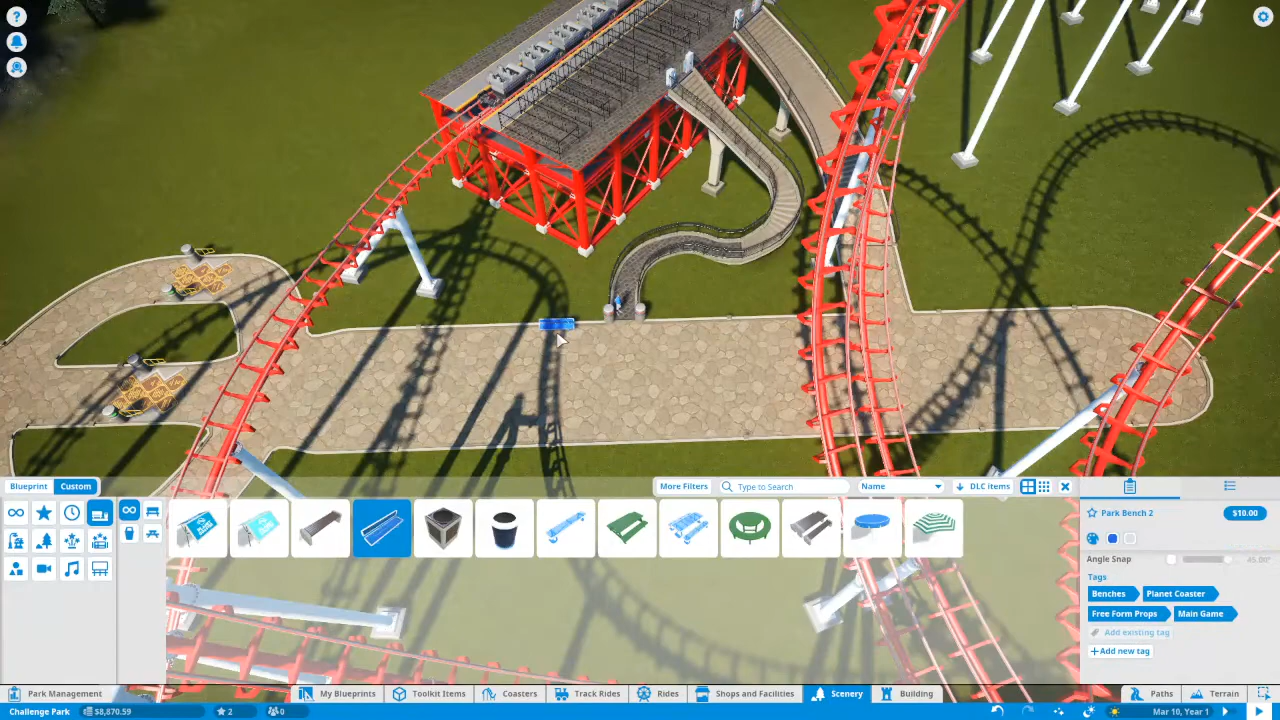 Blueprint Custom More Filters Type to Search Name DLC items
Park Bench 2 $10.00
Angle Snap 45.00°
Tags
Benches Planet Coaster
Free Form Props Main Game
Add existing tag
+Add new tag
Park Management My Blueprints Toolkit Items Coasters Track Rides Rides Shops and Facilities Scenery Building Paths Terrain
Challenge Park $8,870.59 2 0 Mar 10, Year 1